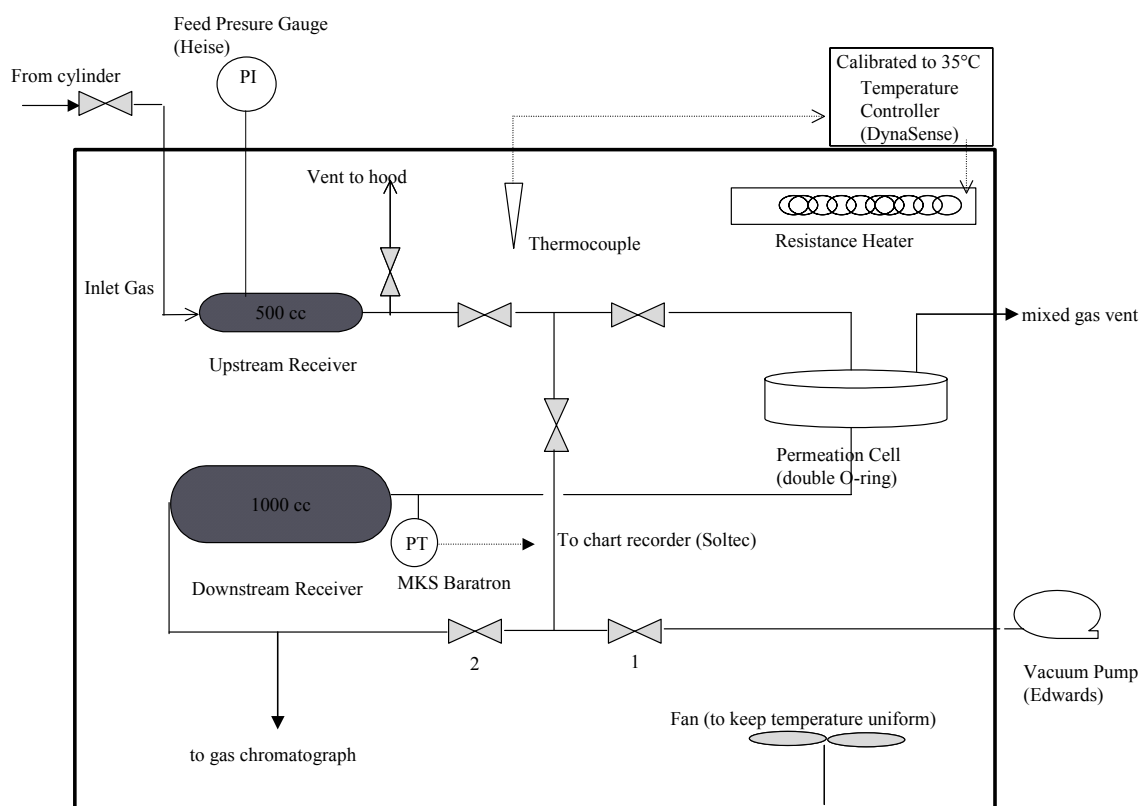 Feed Presure Gauge
(Heise)
From cylinder
PI
Calibrated to 35°C
Temperature
Controller
(DynaSense)
Vent to hood
Thermocouple
Resistance Heater
Inlet Gas
500 cc
mixed gas vent
Upstream Receiver
Permeation Cell
(double O-ring)
1000 cc
PT
To chart recorder (Soltec)
MKS Baratron
Downstream Receiver
2
1
Vacuum Pump
(Edwards)
Fan (to keep temperature uniform)
to gas chromatograph